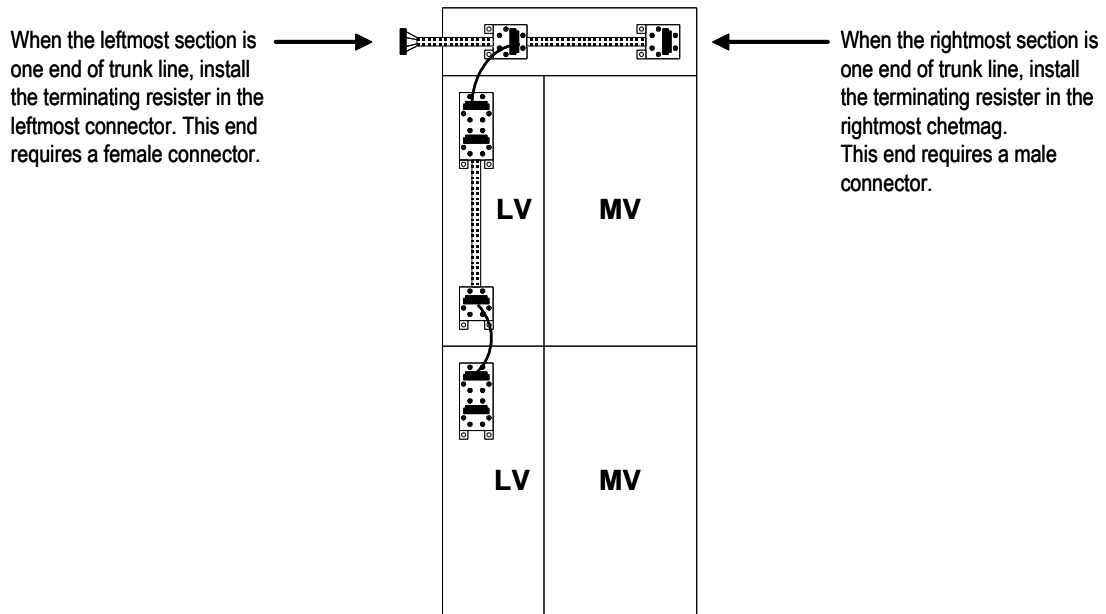 When the leftmost section is
one end of trunk line, install
the terminating resister in the
leftmost connector. This end
requires a female connector.
When the rightmost section is
one end of trunk line, install
the terminating resister in the
rightmost chetmag.
This end requires a male
connector.
LV
MV
LV
MV